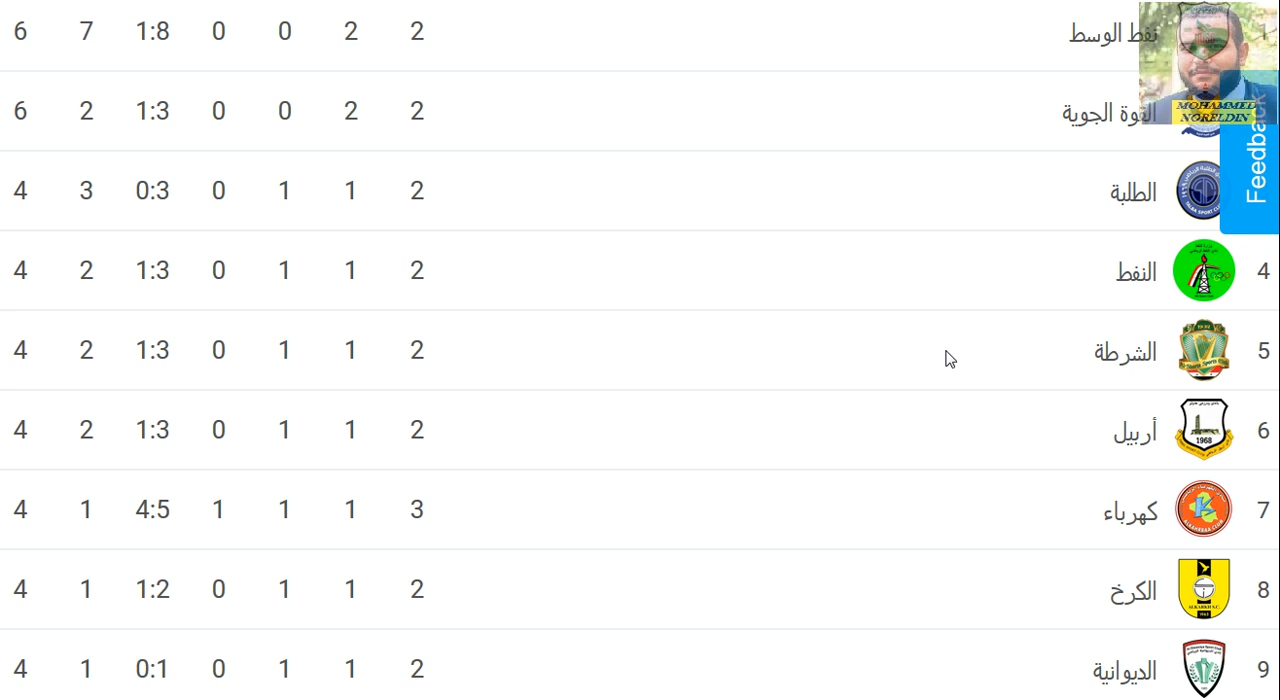 1 نفط الوسط 2 2 0 0 1:8 7 6
القوة الجوية 2 2 0 0 1:3 2 6
MOHAMMED
NORELDIN
Feedback
الطلبة 2 1 1 0 0:3 3 4
4 النفط 2 1 1 0 1:3 2 4
5 الشرطة 2 1 1 0 1:3 2 4
6 أربيل 2 1 1 0 1:3 2 4
1968
7 كهرباء 3 1 1 1 4:5 1 4
8 الكرخ 2 1 1 0 1:2 1 4
9 الديوانية 2 1 1 0 0:1 1 4